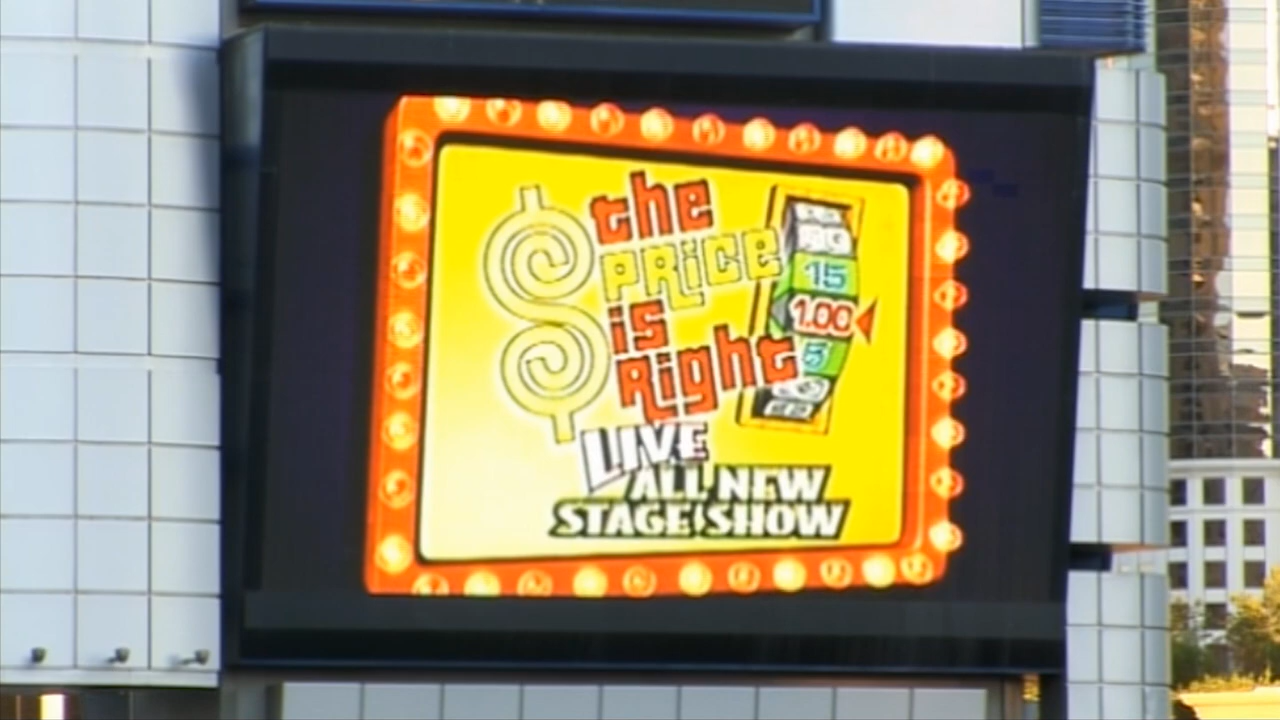 the
PRiCE
is
Right
15
1.00
5
LIVE
ALL NEW
STAGE SHOW